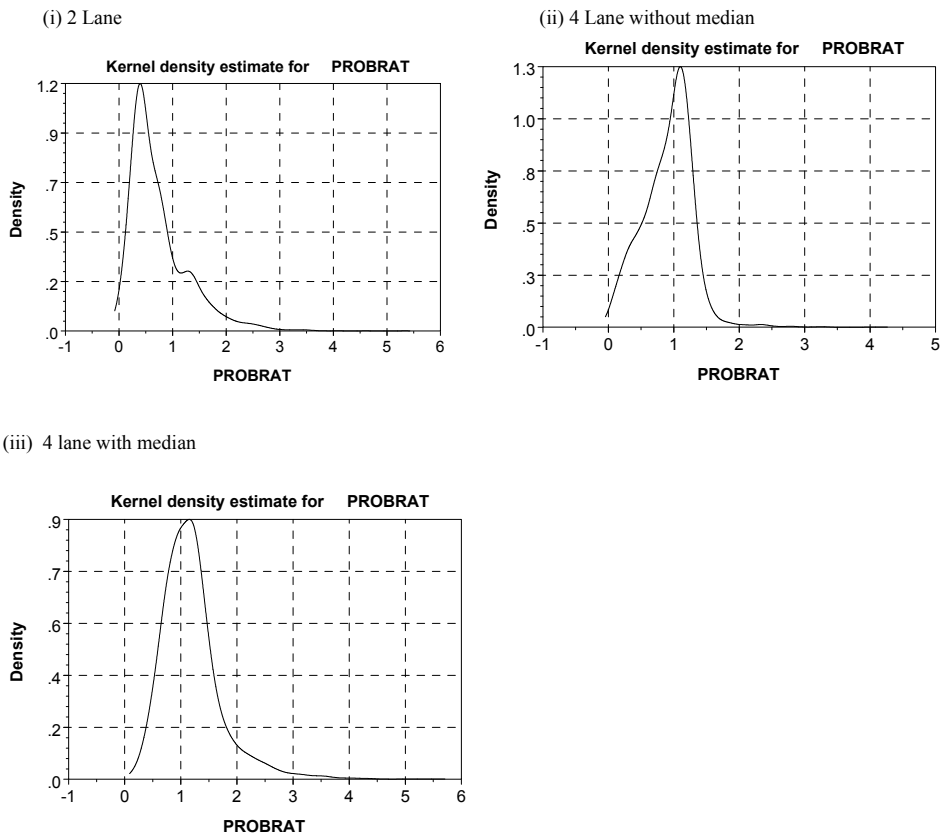 (i) 2 Lane
Kernel density estimate for PROBRAT
1.2
.9
.7
.5
.2
.0
Density
-1 0 1 2 3 4 5 6
PROBRAT
(ii) 4 Lane without median
Kernel density estimate for PROBRAT
1.3
1.0
.8
.5
.3
.0
Density
-1 0 1 2 3 4 5
PROBRAT
(iii) 4 lane with median
Kernel density estimate for PROBRAT
.9
.7
.6
.4
.2
.0
Density
-1 0 1 2 3 4 5 6
PROBRAT